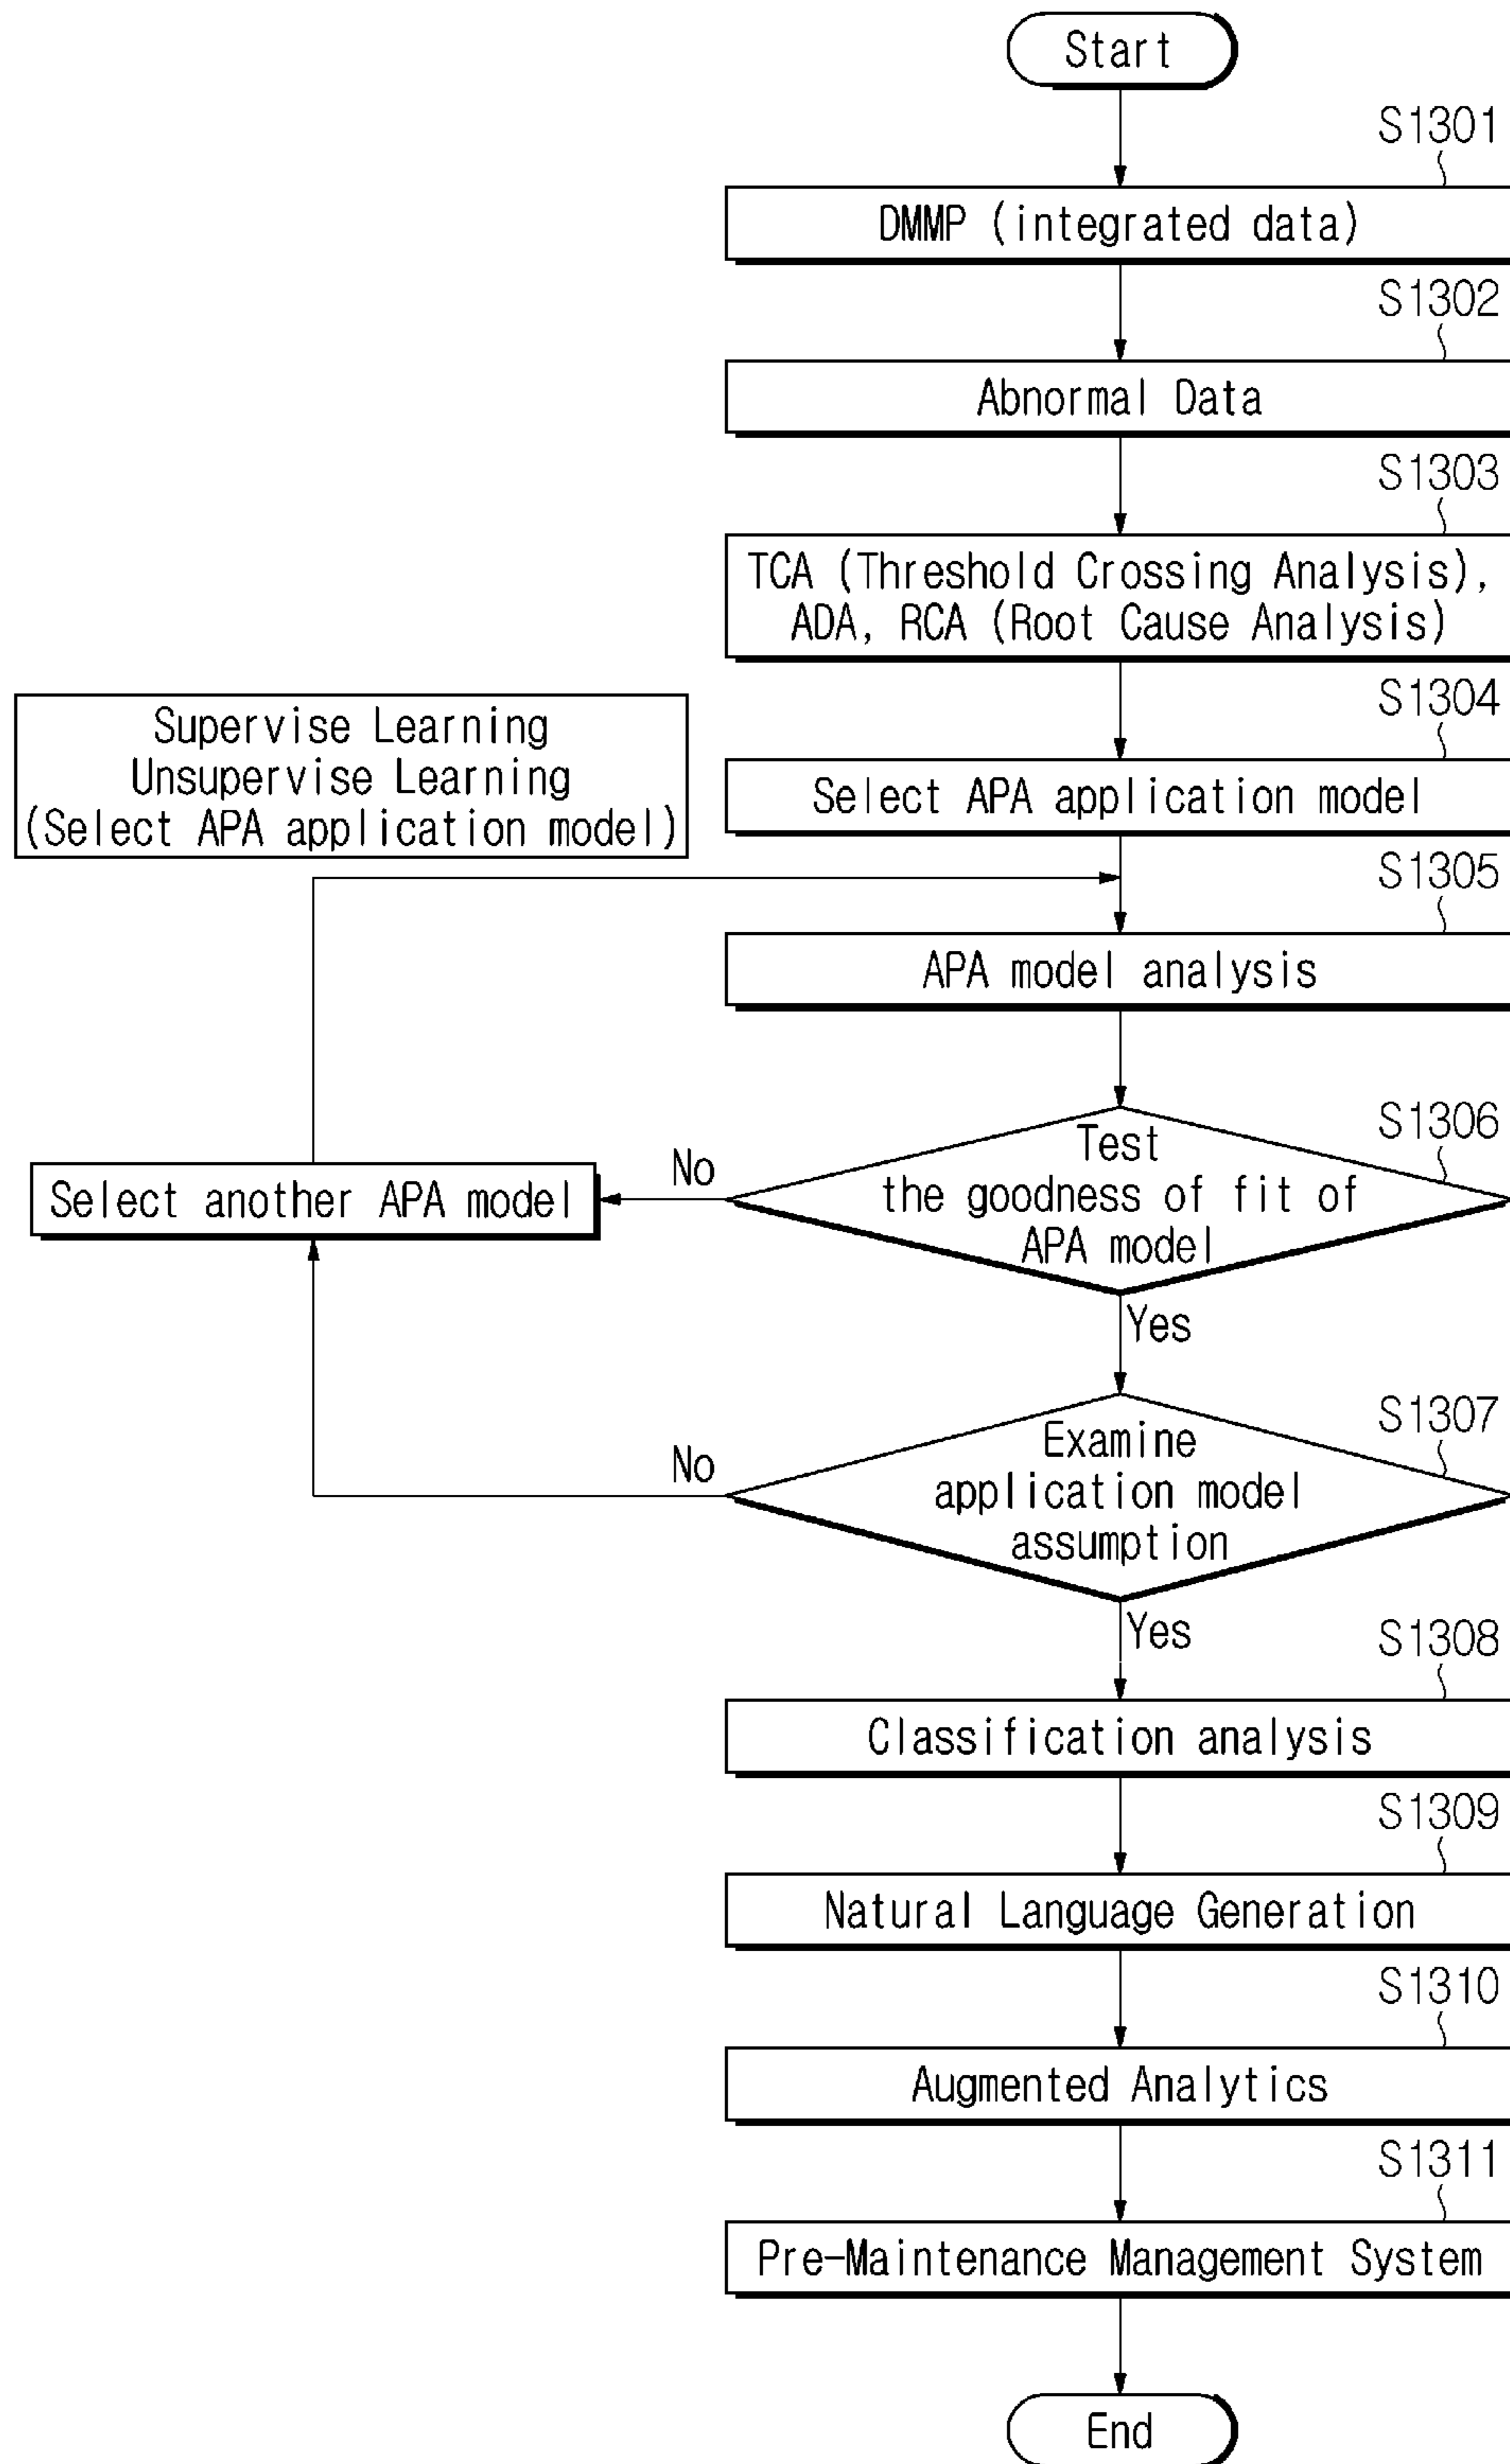 Start
S1301
DMMP (integrated data)
S1302
Abnormal Data
S1303
TCA (Threshold Crossing Analysis),
ADA, RCA (Root Cause Analysis)
Supervise Learning
Unsupervise Learning
(Select APA application model)
S1304
Select APA application model
S1305
APA model analysis
S1306
Test
the goodness of fit of
APA model
No
Select another APA model
Yes
S1307
Examine
application model
assumption
No
Yes
S1308
Classification analysis
S1309
Natural Language Generation
S1310
Augmented Analytics
S1311
Pre-Maintenance Management System
End